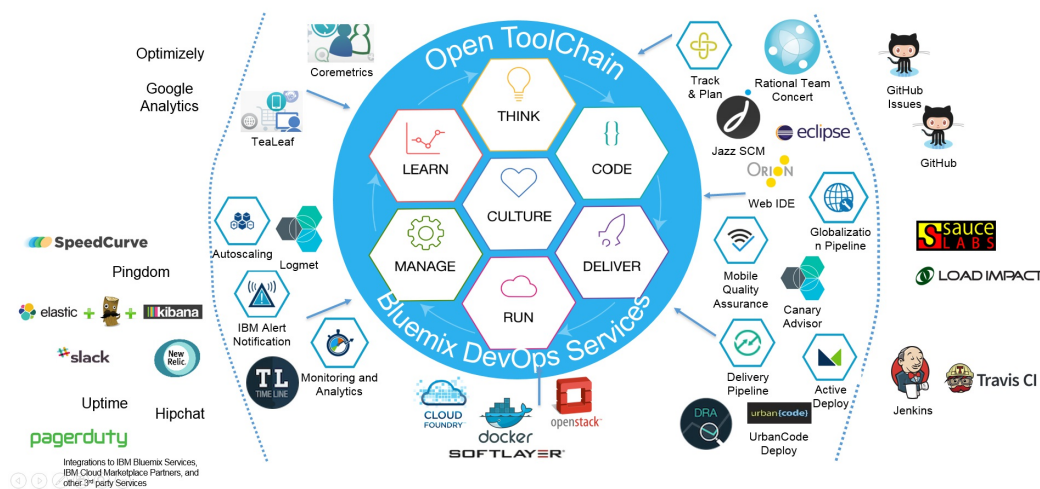 Open ToolChain
THINK
LEARN
CODE
CULTURE
MANAGE
DELIVER
RUN
Bluemix DevOps Services
Optimizely
Google
Analytics
Coremetrics
TeaLeaf
Autoscaling
Logmet
IBM Alert
Notification
TL
TIME LINE
Monitoring and
Analytics
SpeedCurve
Pingdom
elastic + + kibana
slack
New
Relic.
Uptime
Hipchat
pagerduty
Integrations to IBM Bluemix Services,
IBM Cloud Marketplace Partners, and
other 3rd party Services
CLOUD
FOUNDRY
docker
openstack
SOFTLAYER
Track
& Plan
Rational Team
Concert
Jazz SCM
eclipse
ORION
Web IDE
Globalizatio
n Pipeline
Mobile
Quality
Assurance
Canary
Advisor
Delivery
Pipeline
Active
Deploy
DRA
urban{code}
UrbanCode
Deploy
GitHub
Issues
GitHub
S sauce
LABS
LOAD IMPACT
Jenkins
Travis CI